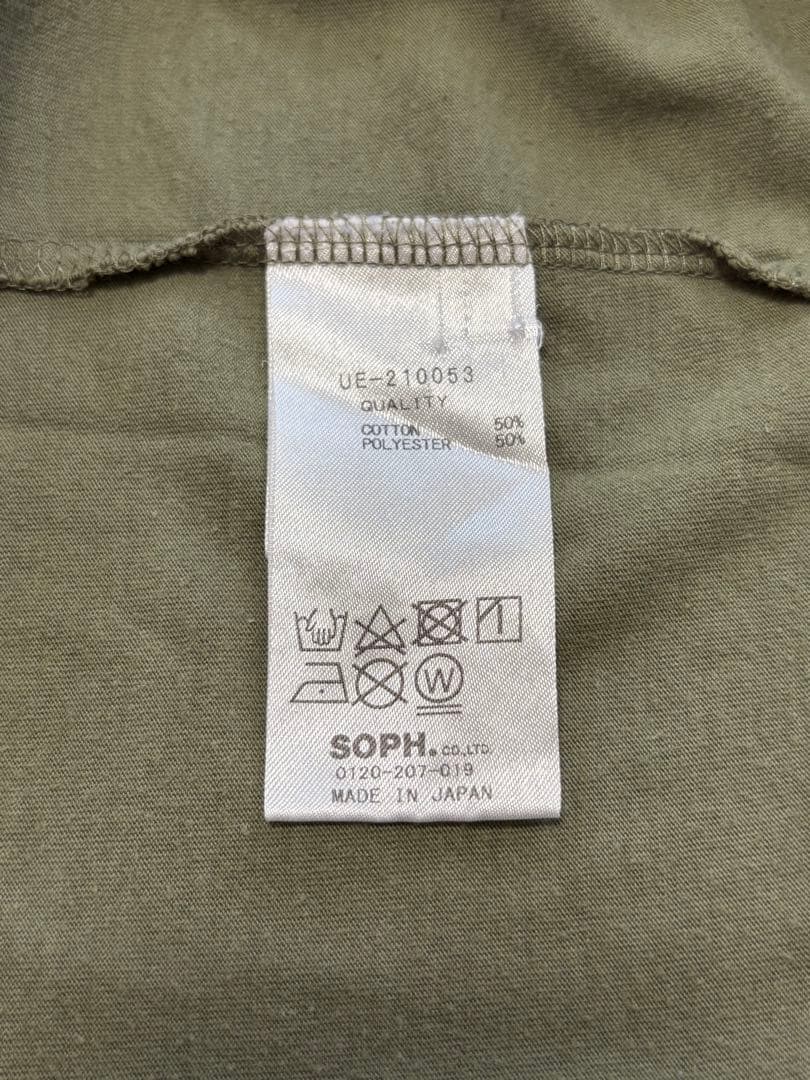 UE-210053
QUALITY
COTTON 50%
POLYESTER 50%
W
SOPH. CO.,LTD.
0120-207-019
MADE IN JAPAN